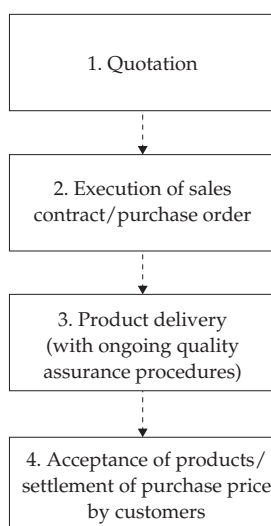 1. Quotation
2. Execution of sales
contract/purchase order
3. Product delivery
(with ongoing quality
assurance procedures)
4. Acceptance of products/
settlement of purchase price
by customers